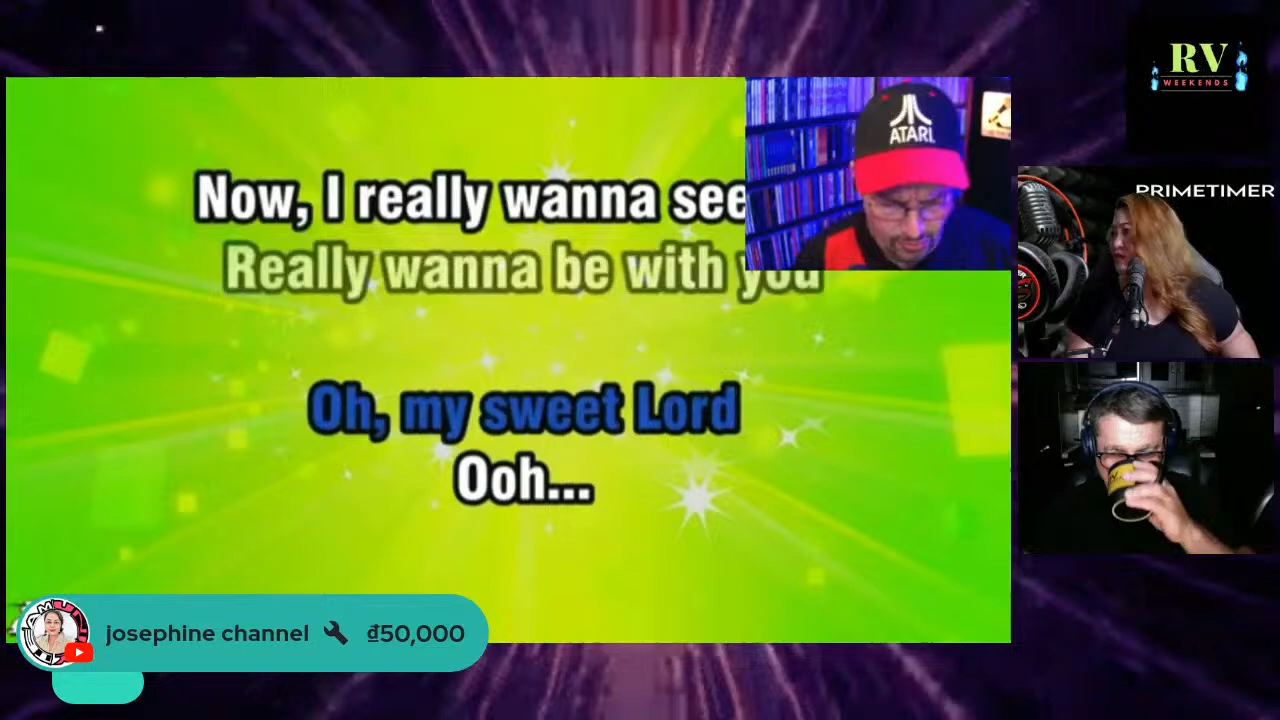 RV
WEEKENDS
Now, I really wanna see
Really wanna be with you
Oh, my sweet Lord
Ooh...
ATARI
PRIMETIMER
josephine channel ₫50,000